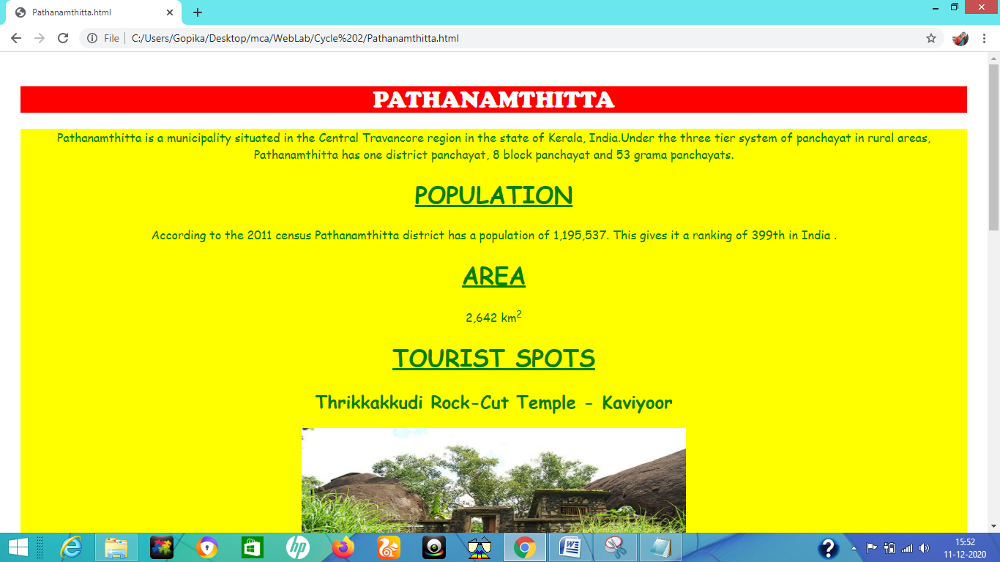 Pathanamthitta.html
File
C:/Users/Gopika/Desktop/mca/WebLab/Cycle%202/Pathanamthitta.html
PATHANAMTHITTA
Pathanamthitta is a municipality situated in the Central Travancore region in the state of Kerala, India.Under the three tier system of panchayat in rural areas,
Pathanamthitta has one district panchayat, 8 block panchayat and 53 grama panchayats.
POPULATION
According to the 2011 census Pathanamthitta district has a population of 1,195,537. This gives it a ranking of 399th in India .
AREA
2,642 km²
TOURIST SPOTS
Thrikkakkudi Rock-Cut Temple - Kaviyoor
15:52
11-12-2020